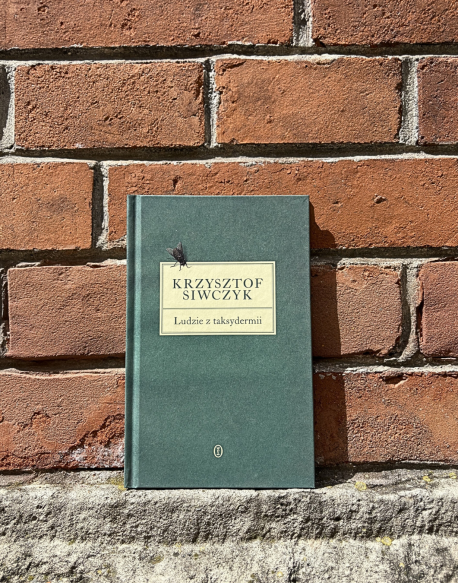 KRZYSZTOF
SIWCZYK
Ludzie z taksydermii